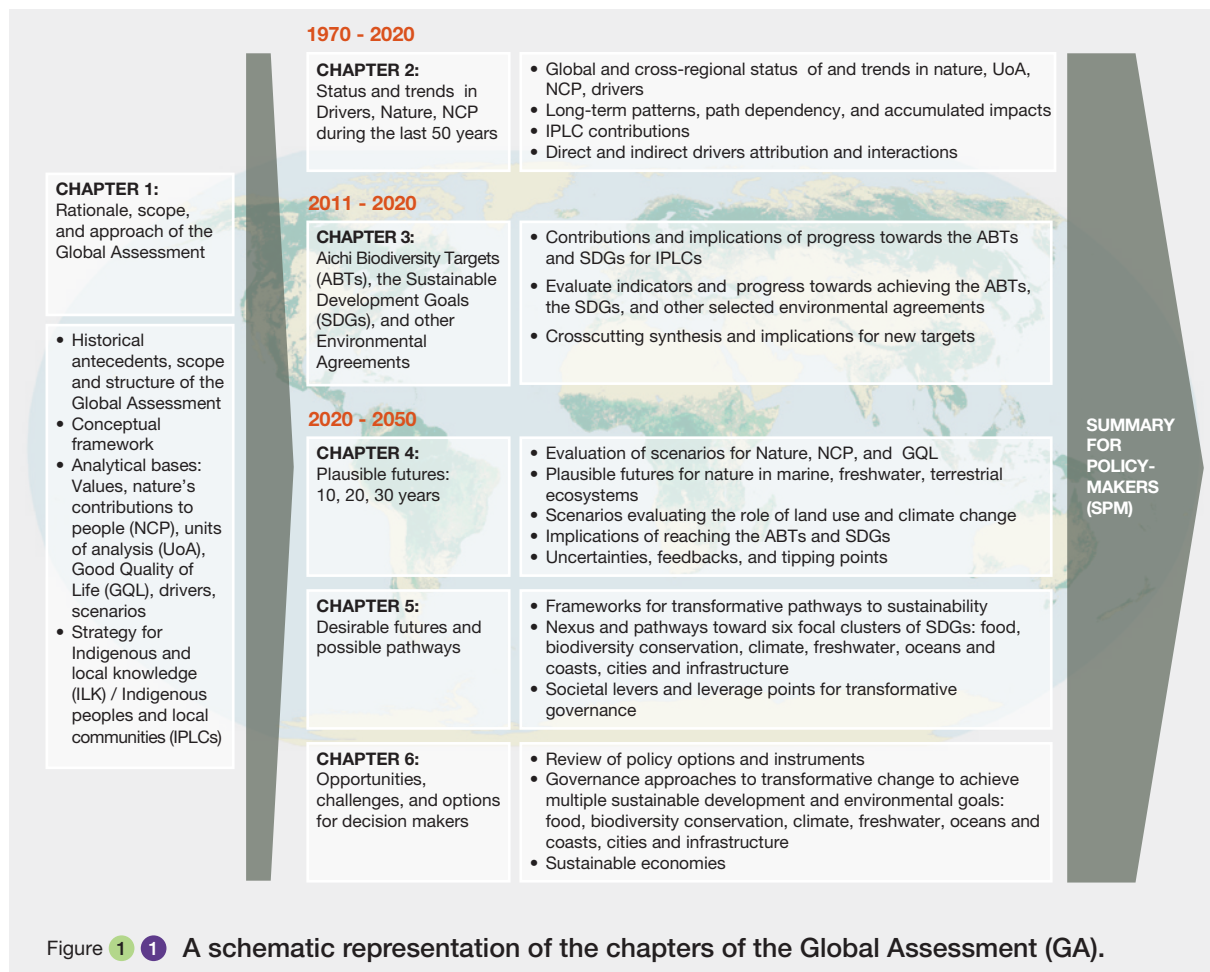 CHAPTER 1:
Rationale, scope,
and approach of the
Global Assessment
• Historical
antecedents, scope
and structure of the
Global Assessment
• Conceptual
framework
• Analytical bases:
Values, nature’s
contributions to
people (NCP), units
of analysis (UoA),
Good Quality of
Life (GQL), drivers,
scenarios
• Strategy for
Indigenous and
local knowledge
(ILK) / Indigenous
peoples and local
communities (IPLCs)
1970 - 2020
CHAPTER 2:
Status and trends in
Drivers, Nature, NCP
during the last 50 years
• Global and cross-regional status of and trends in nature, UoA,
NCP, drivers
• Long-term patterns, path dependency, and accumulated impacts
• IPLC contributions
• Direct and indirect drivers attribution and interactions
2011 - 2020
CHAPTER 3:
Aichi Biodiversity Targets
(ABTs), the Sustainable
Development Goals
(SDGs), and other
Environmental
Agreements
• Contributions and implications of progress towards the ABTs
and SDGs for IPLCs
• Evaluate indicators and progress towards achieving the ABTs,
the SDGs, and other selected environmental agreements
• Crosscutting synthesis and implications for new targets
2020 - 2050
CHAPTER 4:
Plausible futures:
10, 20, 30 years
• Evaluation of scenarios for Nature, NCP, and GQL
• Plausible futures for nature in marine, freshwater, terrestrial
ecosystems
• Scenarios evaluating the role of land use and climate change
• Implications of reaching the ABTs and SDGs
• Uncertainties, feedbacks, and tipping points
CHAPTER 5:
Desirable futures and
possible pathways
• Frameworks for transformative pathways to sustainability
• Nexus and pathways toward six focal clusters of SDGs: food,
biodiversity conservation, climate, freshwater, oceans and
coasts, cities and infrastructure
• Societal levers and leverage points for transformative
governance
CHAPTER 6:
Opportunities,
challenges, and options
for decision makers
• Review of policy options and instruments
• Governance approaches to transformative change to achieve
multiple sustainable development and environmental goals:
food, biodiversity conservation, climate, freshwater, oceans and
coasts, cities and infrastructure
• Sustainable economies
SUMMARY
FOR
POLICY-
MAKERS
(SPM)
Figure 1 1 A schematic representation of the chapters of the Global Assessment (GA).